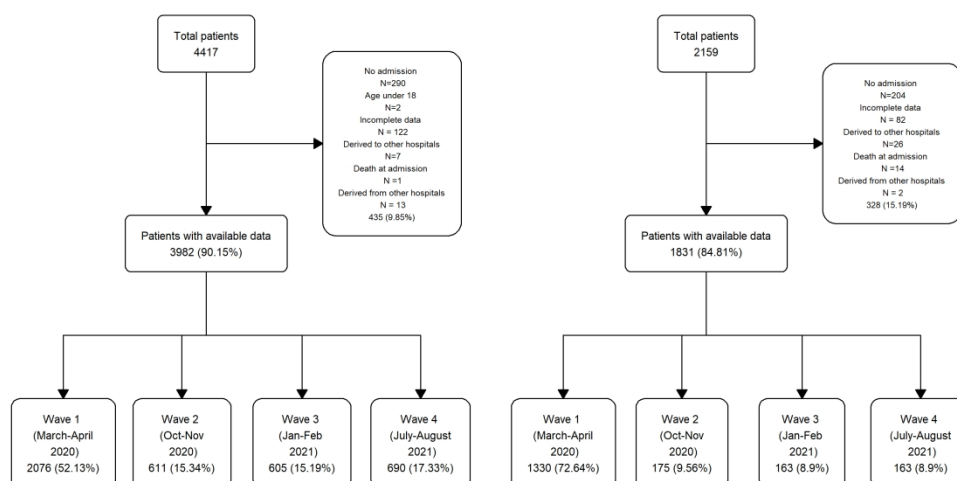 Total patients
4417
No admission
N=290
Age under 18
N=2
Incomplete data
N = 122
Derived to other hospitals
N=7
Death at admission
N =1
Derived from other hospitals
N = 13
435 (9.85%)
Patients with available data
3982 (90.15%)
Wave 1
(March-April
2020)
2076 (52.13%)
Wave 2
(Oct-Nov
2020)
611 (15.34%)
Wave 3
(Jan-Feb
2021)
605 (15.19%)
Wave 4
(July-August
2021)
690 (17.33%)
Total patients
2159
No admission
N=204
Incomplete data
N = 82
Derived to other hospitals
N=26
Death at admission
N =14
Derived from other hospitals
N = 2
328 (15.19%)
Patients with available data
1831 (84.81%)
Wave 1
(March-April
2020)
1330 (72.64%)
Wave 2
(Oct-Nov
2020)
175 (9.56%)
Wave 3
(Jan-Feb
2021)
163 (8.9%)
Wave 4
(July-August
2021)
163 (8.9%)